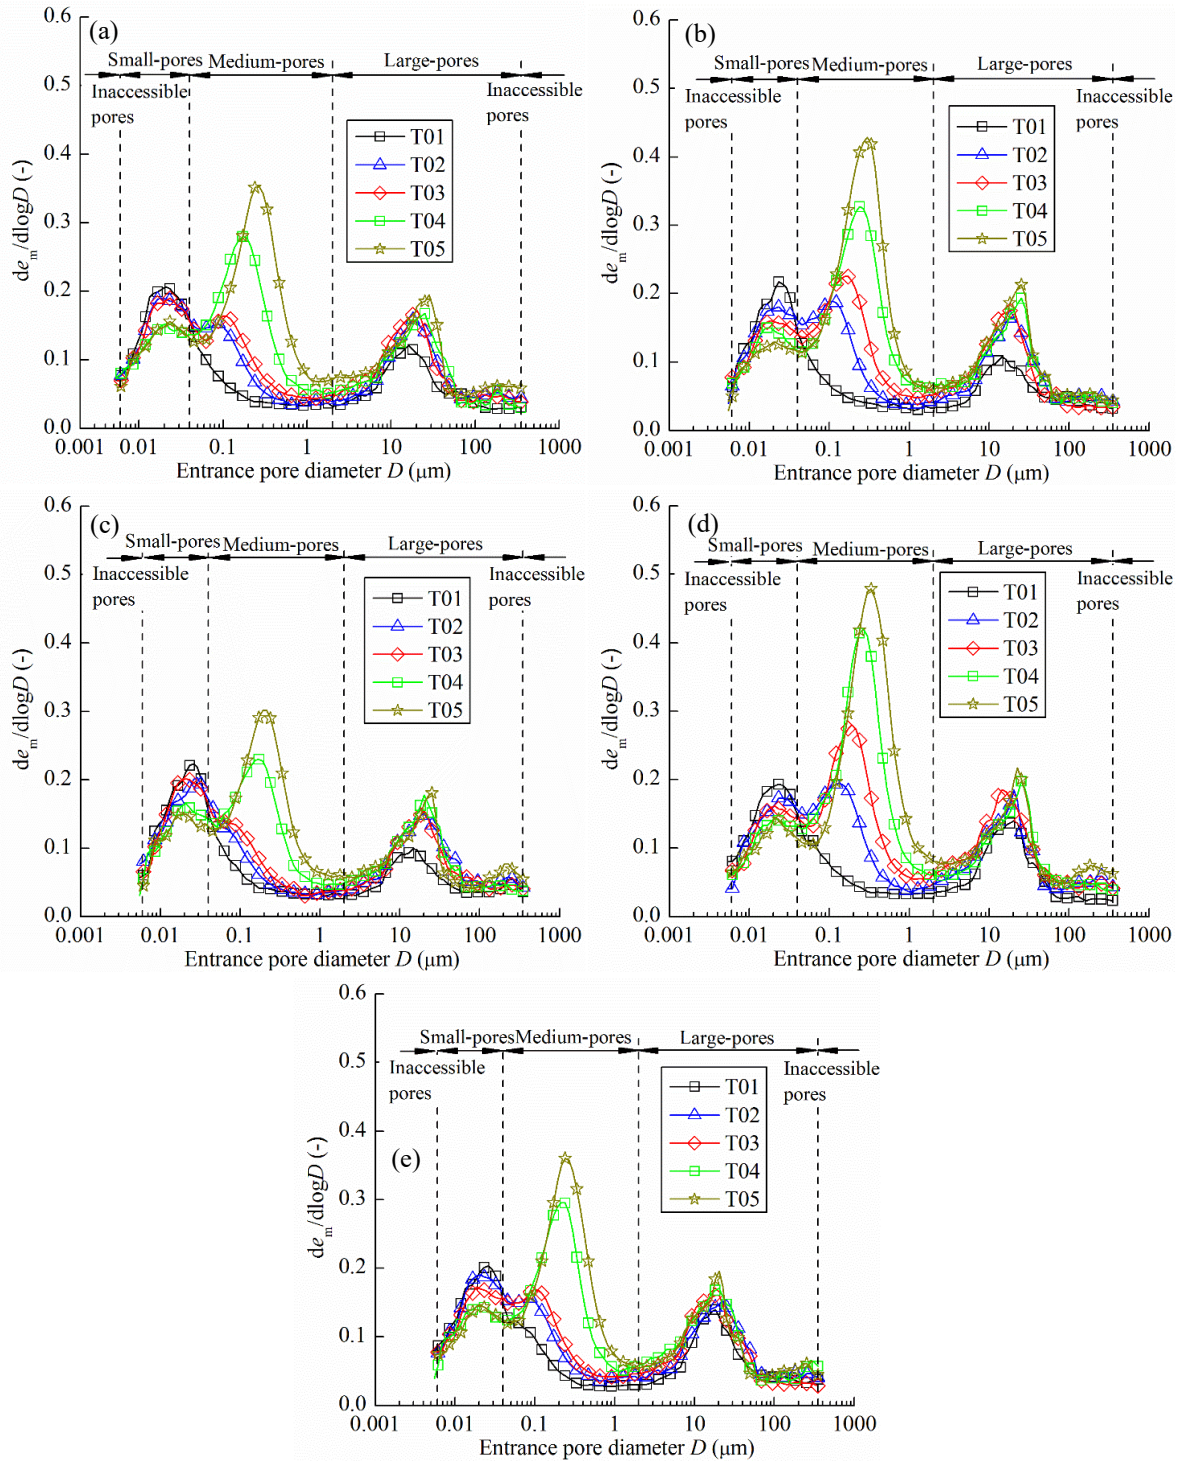 (a)
Small-pores Medium-pores Large-pores
Inaccessible pores
Inaccessible pores
T01
T02
T03
T04
T05
0.6
0.5
0.4
0.3
0.2
0.1
0.0
de_m/dlogD (-)
0.001 0.01 0.1 1 10 100 1000
Entrance pore diameter D (μm)
(b)
Small-pores Medium-pores Large-pores
Inaccessible pores
Inaccessible pores
T01
T02
T03
T04
T05
0.6
0.5
0.4
0.3
0.2
0.1
0.0
de_m/dlogD (-)
0.001 0.01 0.1 1 10 100 1000
Entrance pore diameter D (μm)
(c)
Small-pores Medium-pores Large-pores
Inaccessible pores
Inaccessible pores
T01
T02
T03
T04
T05
0.6
0.5
0.4
0.3
0.2
0.1
0.0
de_m/dlogD (-)
0.001 0.01 0.1 1 10 100 1000
Entrance pore diameter D (μm)
(d)
Small-pores Medium-pores Large-pores
Inaccessible pores
Inaccessible pores
T01
T02
T03
T04
T05
0.6
0.5
0.4
0.3
0.2
0.1
0.0
de_m/dlogD (-)
0.001 0.01 0.1 1 10 100 1000
Entrance pore diameter D (μm)
(e)
Small-pores Medium-pores Large-pores
Inaccessible pores
Inaccessible pores
T01
T02
T03
T04
T05
0.6
0.5
0.4
0.3
0.2
0.1
0.0
de_m/dlogD (-)
0.001 0.01 0.1 1 10 100 1000
Entrance pore diameter D (μm)